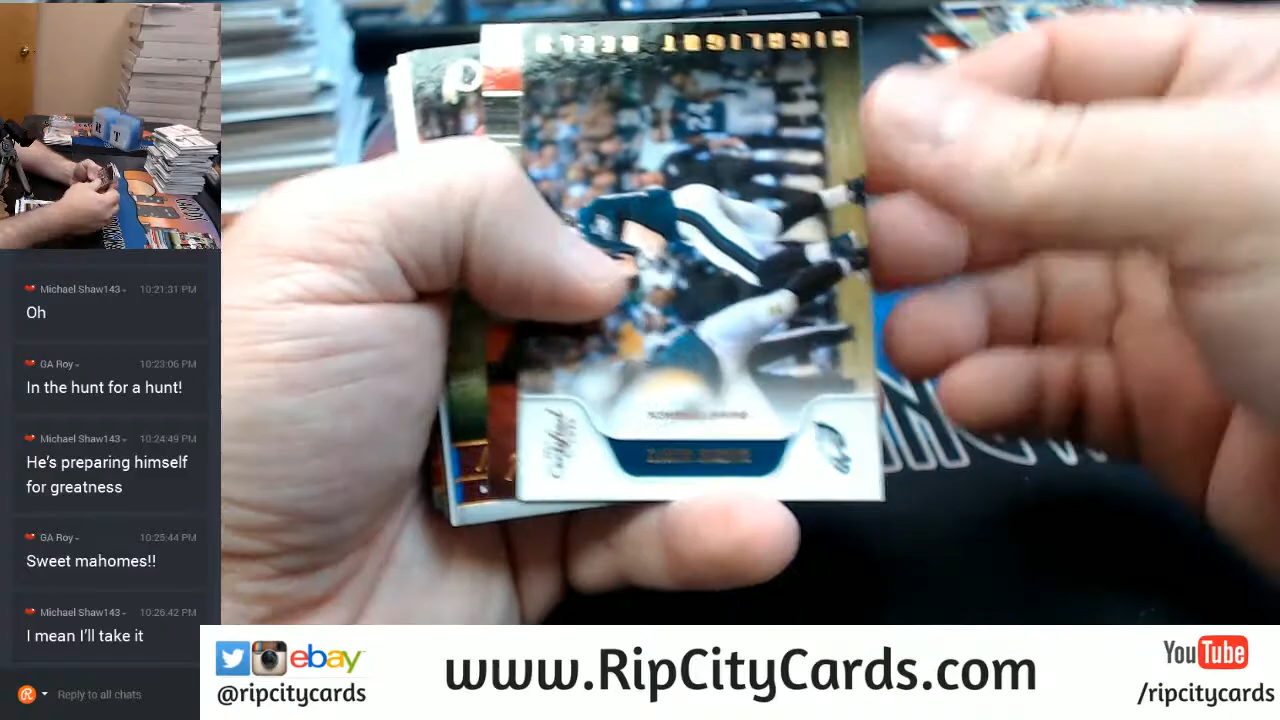 Michael Shaw143 10:21:31 PM
Oh
GA Roy 10:23:06 PM
In the hunt for a hunt!
Michael Shaw143 10:24:49 PM
He's preparing himself
for greatness
GA Roy 10:25:44 PM
Sweet mahomes!!
Michael Shaw143 10:26:42 PM
I mean I'll take it
Reply to all chats
HIGHLIGHT REELS
22
R T
ebay
@ripcitycards
www.RipCityCards.com
YouTube
/ripcitycards